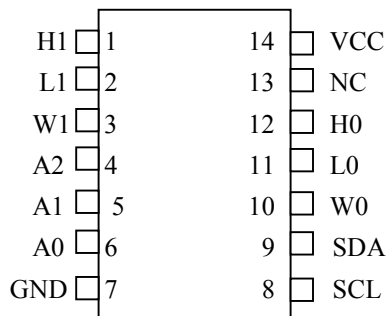 H1 1 14 VCC
L1 2 13 NC
W1 3 12 H0
A2 4 11 L0
A1 5 10 W0
A0 6 9 SDA
GND 7 8 SCL